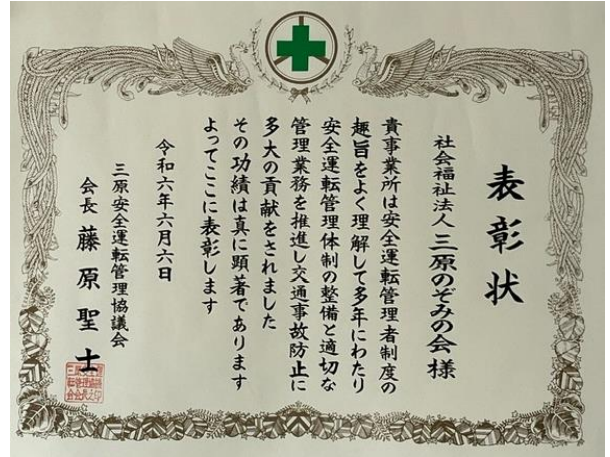 表彰状
社会福祉法人 三原のぞみの会 様
貴事業所は安全運転管理者制度の
趣旨をよく理解して多年にわたり
安全運転管理体制の整備と適切な
管理業務を推進し交通事故防止に
多大の貢献をされました
その功績は真に顕著であります
よってここに表彰します
令和六年六月六日
三原安全運転管理協議会
会長 藤原聖士